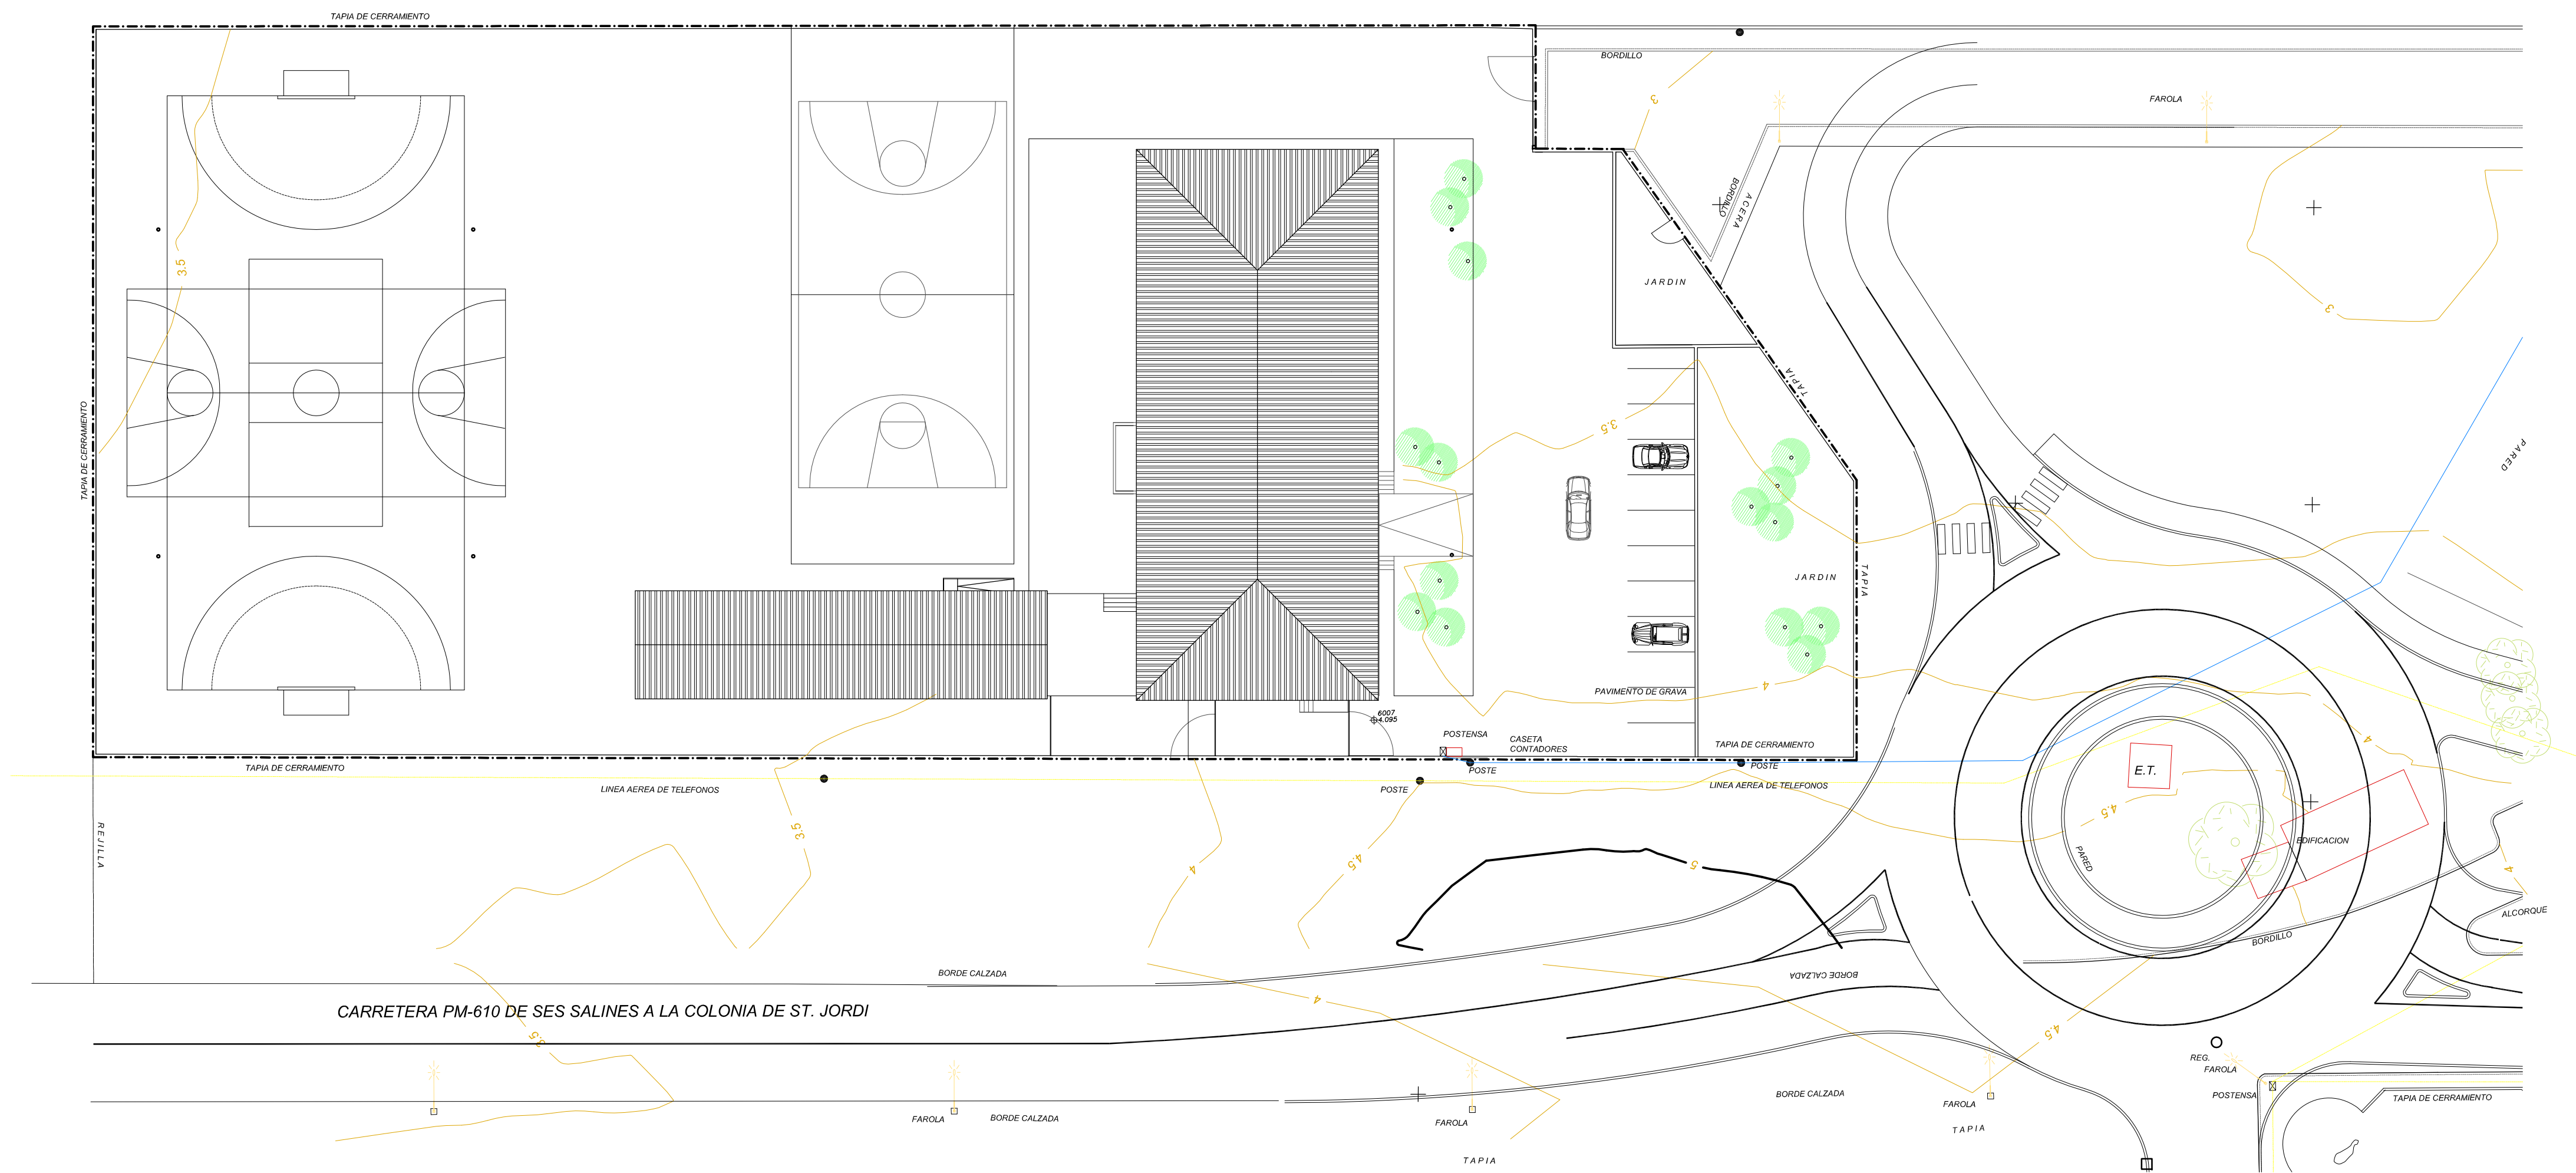 TAPIA DE CERRAMIENTO
BORDILLO
3
FAROLA
BORDILLO
ACERA
3.5
JARDIN
3
TAPIA
3.5
TAPIA DE CERRAMIENTO
PARED
JARDIN
TAPIA
PAVIMENTO DE GRAVA
4
6007
4.095
POSTENSA
CASETA
CONTADORES
TAPIA DE CERRAMIENTO
4
TAPIA DE CERRAMIENTO
POSTE
POSTE
E.T.
LINEA AEREA DE TELEFONOS
POSTE
LINEA AEREA DE TELEFONOS
4.5
REJILLA
3.5
4
4.5
5
PARED
EDIFICACION
4
ALCORQUE
BORDILLO
BORDE CALZADA
BORDE CALZADA
4
CARRETERA PM-610 DE SES SALINES A LA COLONIA DE ST. JORDI
3.5
4.5
REG.
FAROLA
POSTENSA
TAPIA DE CERRAMIENTO
FAROLA
BORDE CALZADA
FAROLA
BORDE CALZADA
FAROLA
TAPIA
TAPIA